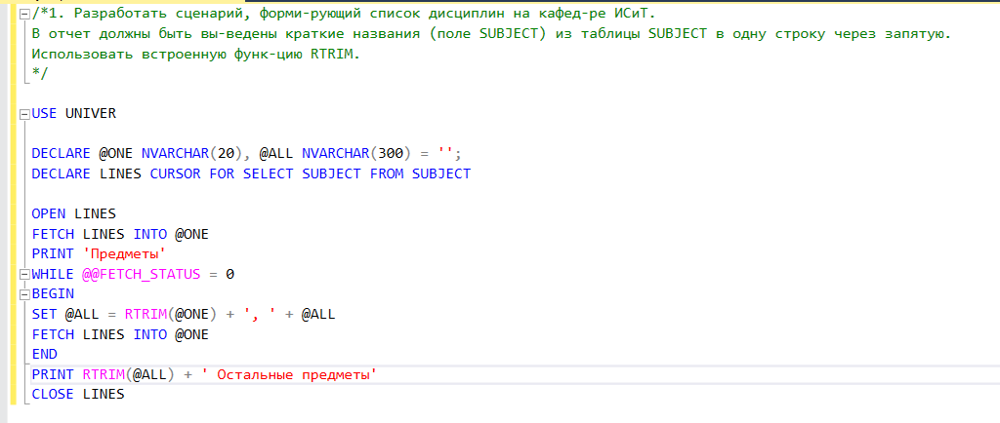 /*1. Разработать сценарий, форми-рующий список дисциплин на кафед-ре ИСиТ.
В отчет должны быть вы-ведены краткие названия (поле SUBJECT) из таблицы SUBJECT в одну строку через запятую.
Использовать встроенную функ-цию RTRIM.
*/
USE UNIVER
DECLARE @ONE NVARCHAR(20), @ALL NVARCHAR(300) = '';
DECLARE LINES CURSOR FOR SELECT SUBJECT FROM SUBJECT
OPEN LINES
FETCH LINES INTO @ONE
PRINT 'Предметы'
WHILE @@FETCH_STATUS = 0
BEGIN
SET @ALL = RTRIM(@ONE) + ', ' + @ALL
FETCH LINES INTO @ONE
END
PRINT RTRIM(@ALL) + ' Остальные предметы'
CLOSE LINES